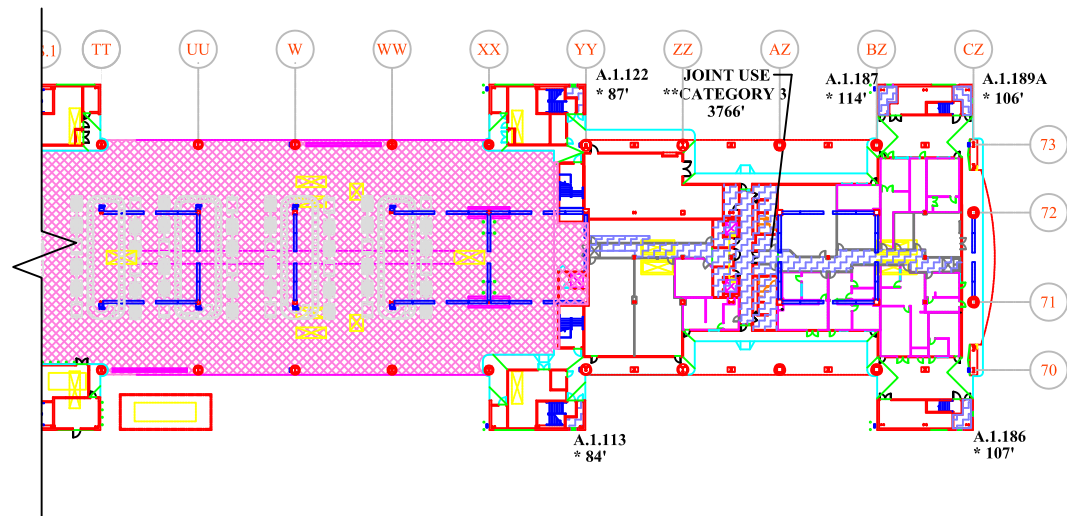 TT UU W WW XX YY ZZ AZ BZ CZ
A.1.122
* 87'
JOINT USE
**CATEGORY 3
3766'
A.1.187
* 114'
A.1.189A
* 106'
73
72
71
70
A.1.113
* 84'
A.1.186
* 107'